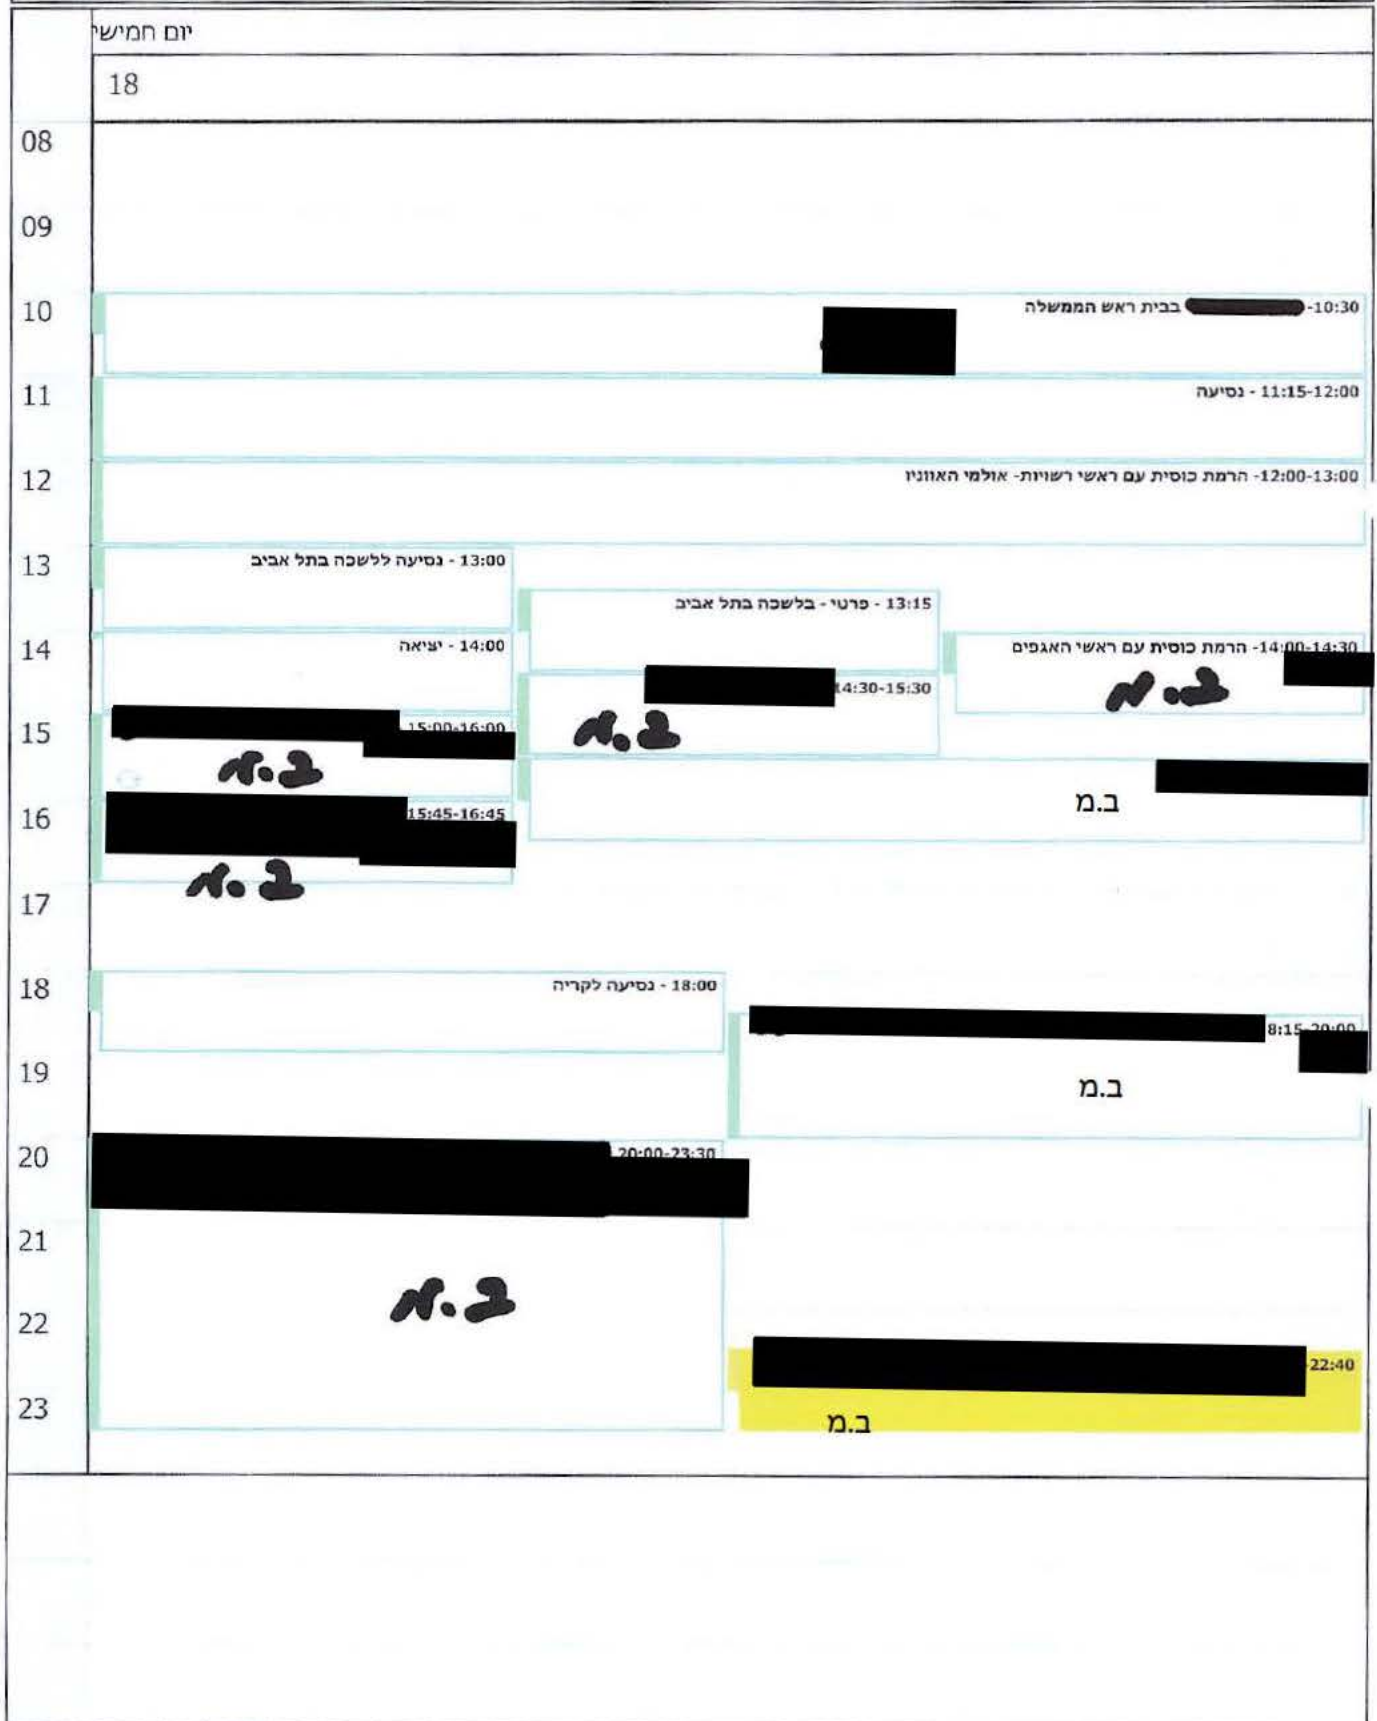 יום חמישי
18
08
09
10
10:30- בבית ראש הממשלה
11
11:15-12:00 - נסיעה
12
12:00-13:00- הרמת כוסית עם ראשי רשויות- אולמי האווניו
13
13:00 - נסיעה ללשכה בתל אביב
13:15 - פרטי - בלשכה בתל אביב
14
14:00 - יציאה
14:00-14:30- הרמת כוסית עם ראשי האגפים
ב.מ
14:30-15:30
ב.מ
15
15:00-16:00
ב.מ
ב.מ
16
15:45-16:45
ב.מ
17
18
18:00 - נסיעה לקריה
8:15-20:00
19
ב.מ
20
20:00-23:30
21
ב.מ
22
22:40-
23
ב.מ